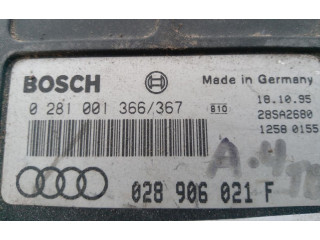 BOSCH Made in Germany
0 281 001 366/367 810 18.10.95
28SA2680
1258 0155
028 906 021 F